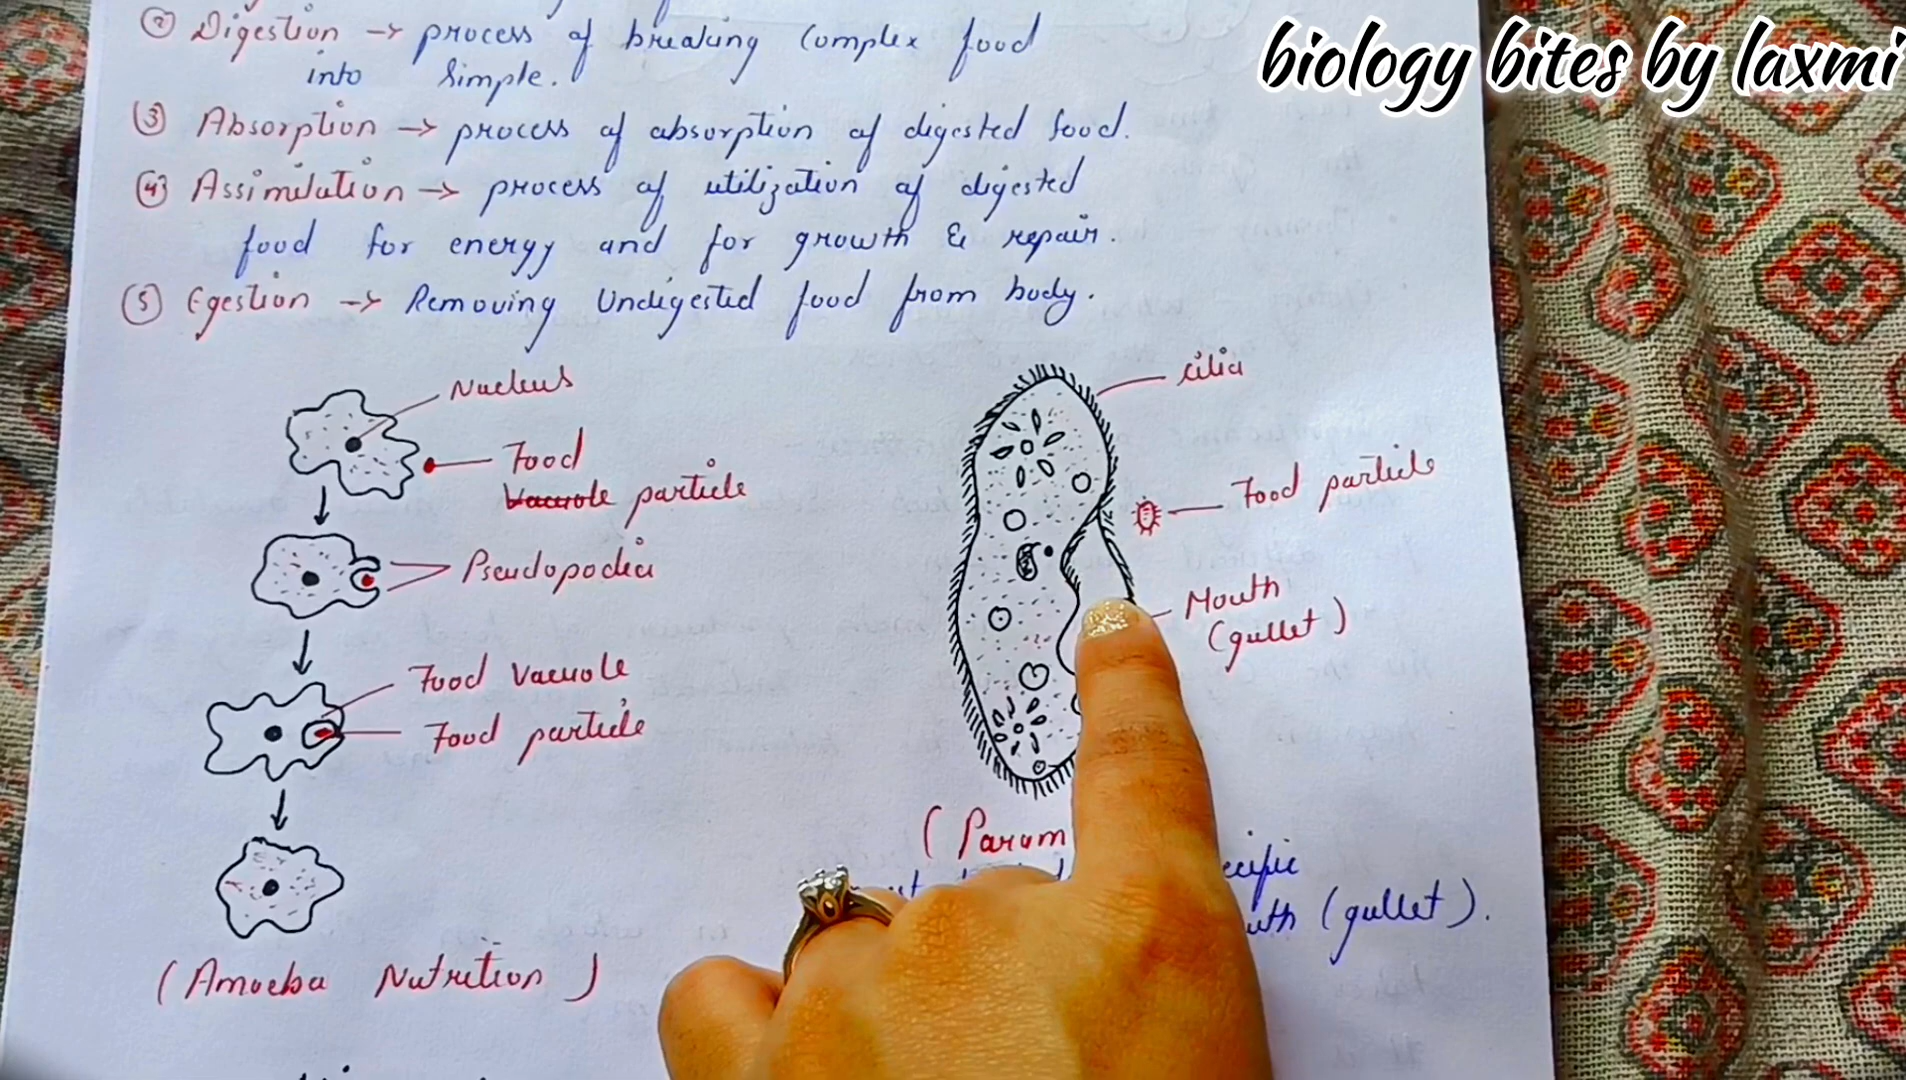 biology bites by laxmi
② Digestion → process of breaking complex food
into simple.
③ Absorption → process of absorption of digested food.
④ Assimilation → process of utilization of digested
food for energy and for growth & repair.
⑤ Egestion → Removing Undigested food from body.
Nucleus
Food
Vacuole particle
Pseudopodia
Food Vacuole
Food particle
(Amoeba Nutrition)
cilia
Food particle
Mouth
(gullet)
(Param
ecific
uth (gullet).